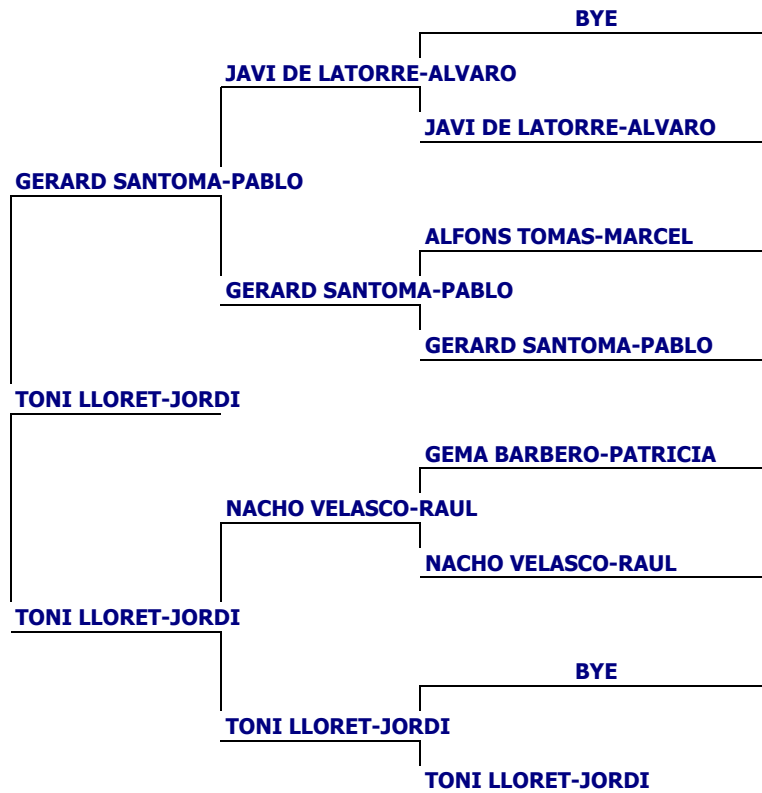 BYE
JAVI DE LATORRE-ALVARO
JAVI DE LATORRE-ALVARO
GERARD SANTOMA-PABLO
ALFONS TOMAS-MARCEL
GERARD SANTOMA-PABLO
GERARD SANTOMA-PABLO
TONI LLORET-JORDI
GEMA BARBERO-PATRICIA
NACHO VELASCO-RAUL
NACHO VELASCO-RAUL
TONI LLORET-JORDI
BYE
TONI LLORET-JORDI
TONI LLORET-JORDI